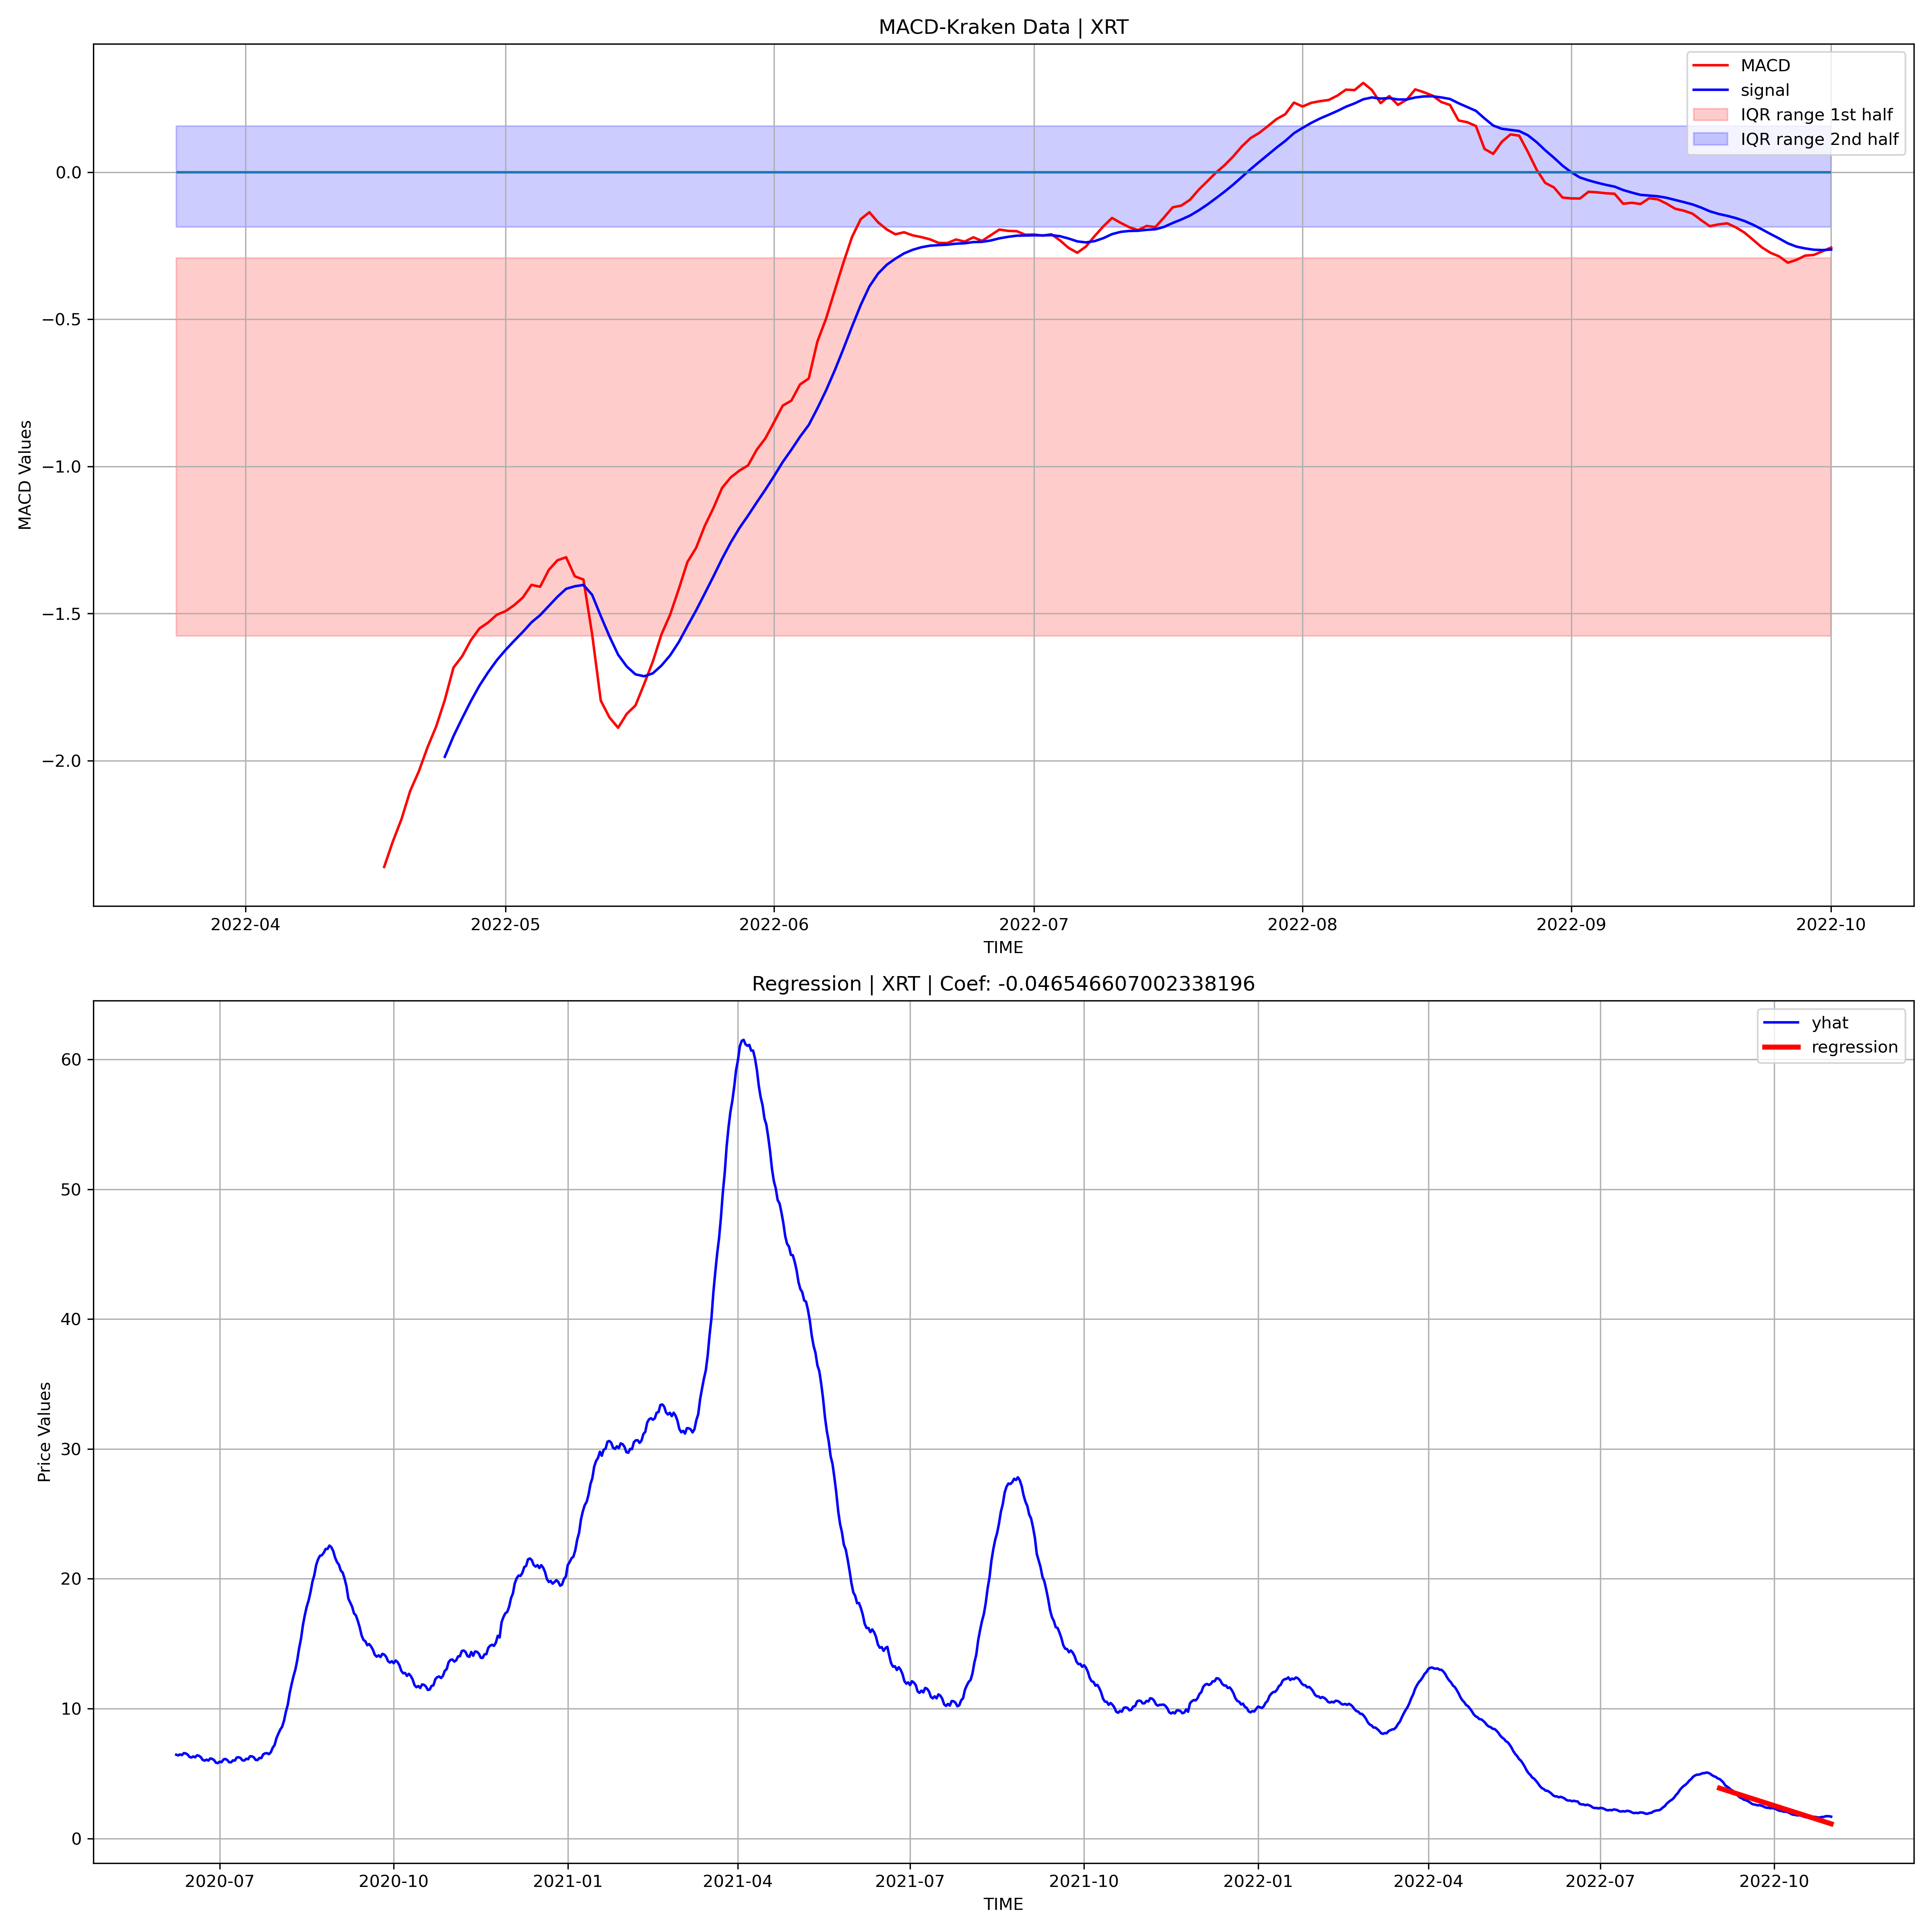 MACD-Kraken Data | XRT
MACD
signal
IQR range 1st half
IQR range 2nd half
0.0
−0.5
−1.0
−1.5
−2.0
MACD Values
2022-04
2022-05
2022-06
2022-07
2022-08
2022-09
2022-10
TIME
Regression | XRT | Coef: -0.046546607002338196
yhat
regression
60
50
40
30
20
10
0
Price Values
2020-07
2020-10
2021-01
2021-04
2021-07
2021-10
2022-01
2022-04
2022-07
2022-10
TIME